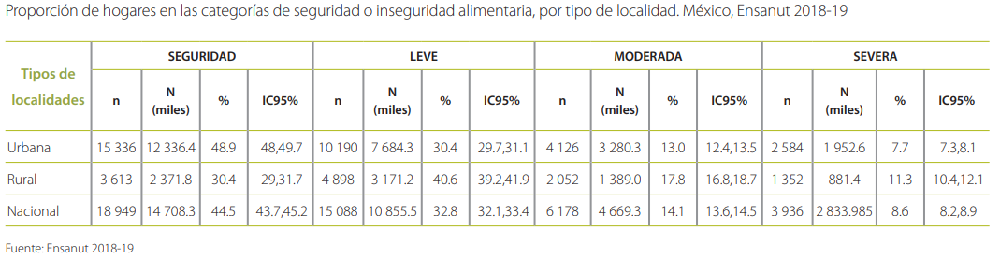 Proporción de hogares en las categorías de seguridad o inseguridad alimentaria, por tipo de localidad. México, Ensanut 2018-19
Tipos de localidades SEGURIDAD LEVE MODERADA SEVERA
n N (miles) % IC95% n N (miles) % IC95% n N (miles) % IC95% n N (miles) % IC95%
Urbana 15 336 12 336.4 48.9 48,49.7 10 190 7 684.3 30.4 29.7,31.1 4 126 3 280.3 13.0 12.4,13.5 2 584 1 952.6 7.7 7.3,8.1
Rural 3 613 2 371.8 30.4 29,31.7 4 898 3 171.2 40.6 39.2,41.9 2 052 1 389.0 17.8 16.8,18.7 1 352 881.4 11.3 10.4,12.1
Nacional 18 949 14 708.3 44.5 43.7,45.2 15 088 10 855.5 32.8 32.1,33.4 6 178 4 669.3 14.1 13.6,14.5 3 936 2 833.985 8.6 8.2,8.9
Fuente: Ensanut 2018-19